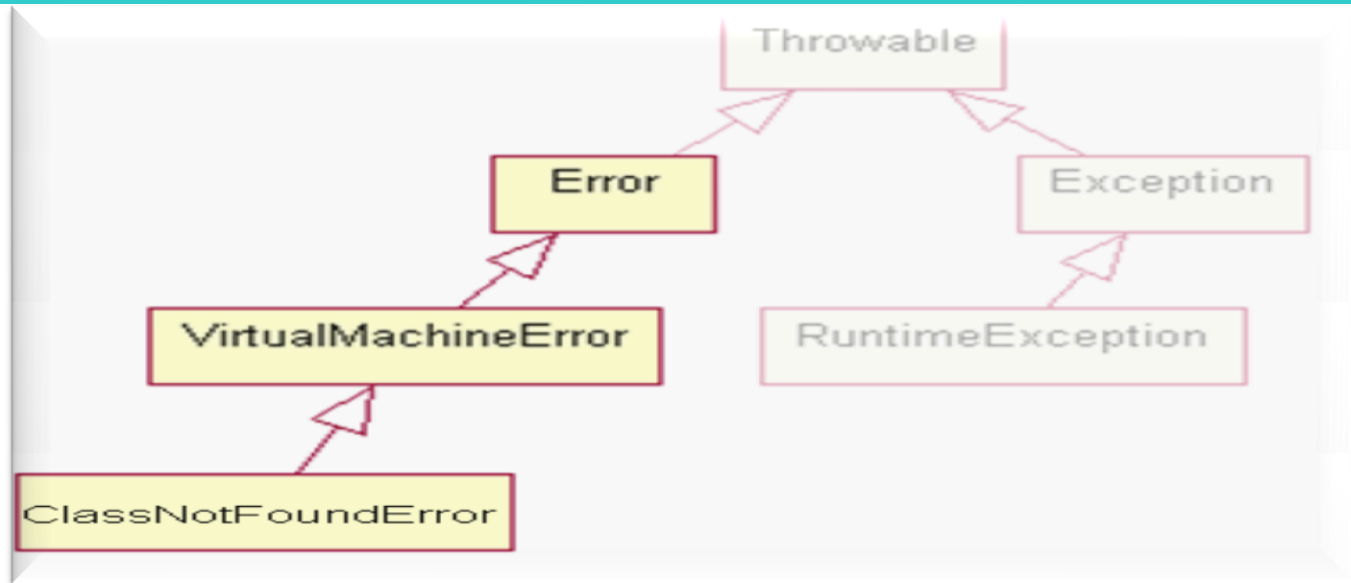 Throwable
Error
Exception
VirtualMachineError
RuntimeException
ClassNotFoundError